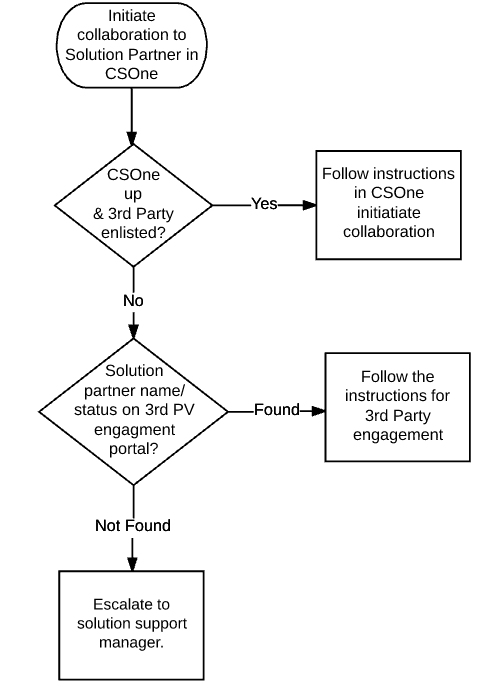 Initiate
collaboration to
Solution Partner in
CSOne
CSOne
up
& 3rd Party
enlisted?
Yes
Follow instructions
in CSOne
initiatiate
collaboration
No
Solution
partner name/
status on 3rd PV
engagment
portal?
Found
Follow the
instructions for
3rd Party
engagement
Not Found
Escalate to
solution support
manager.